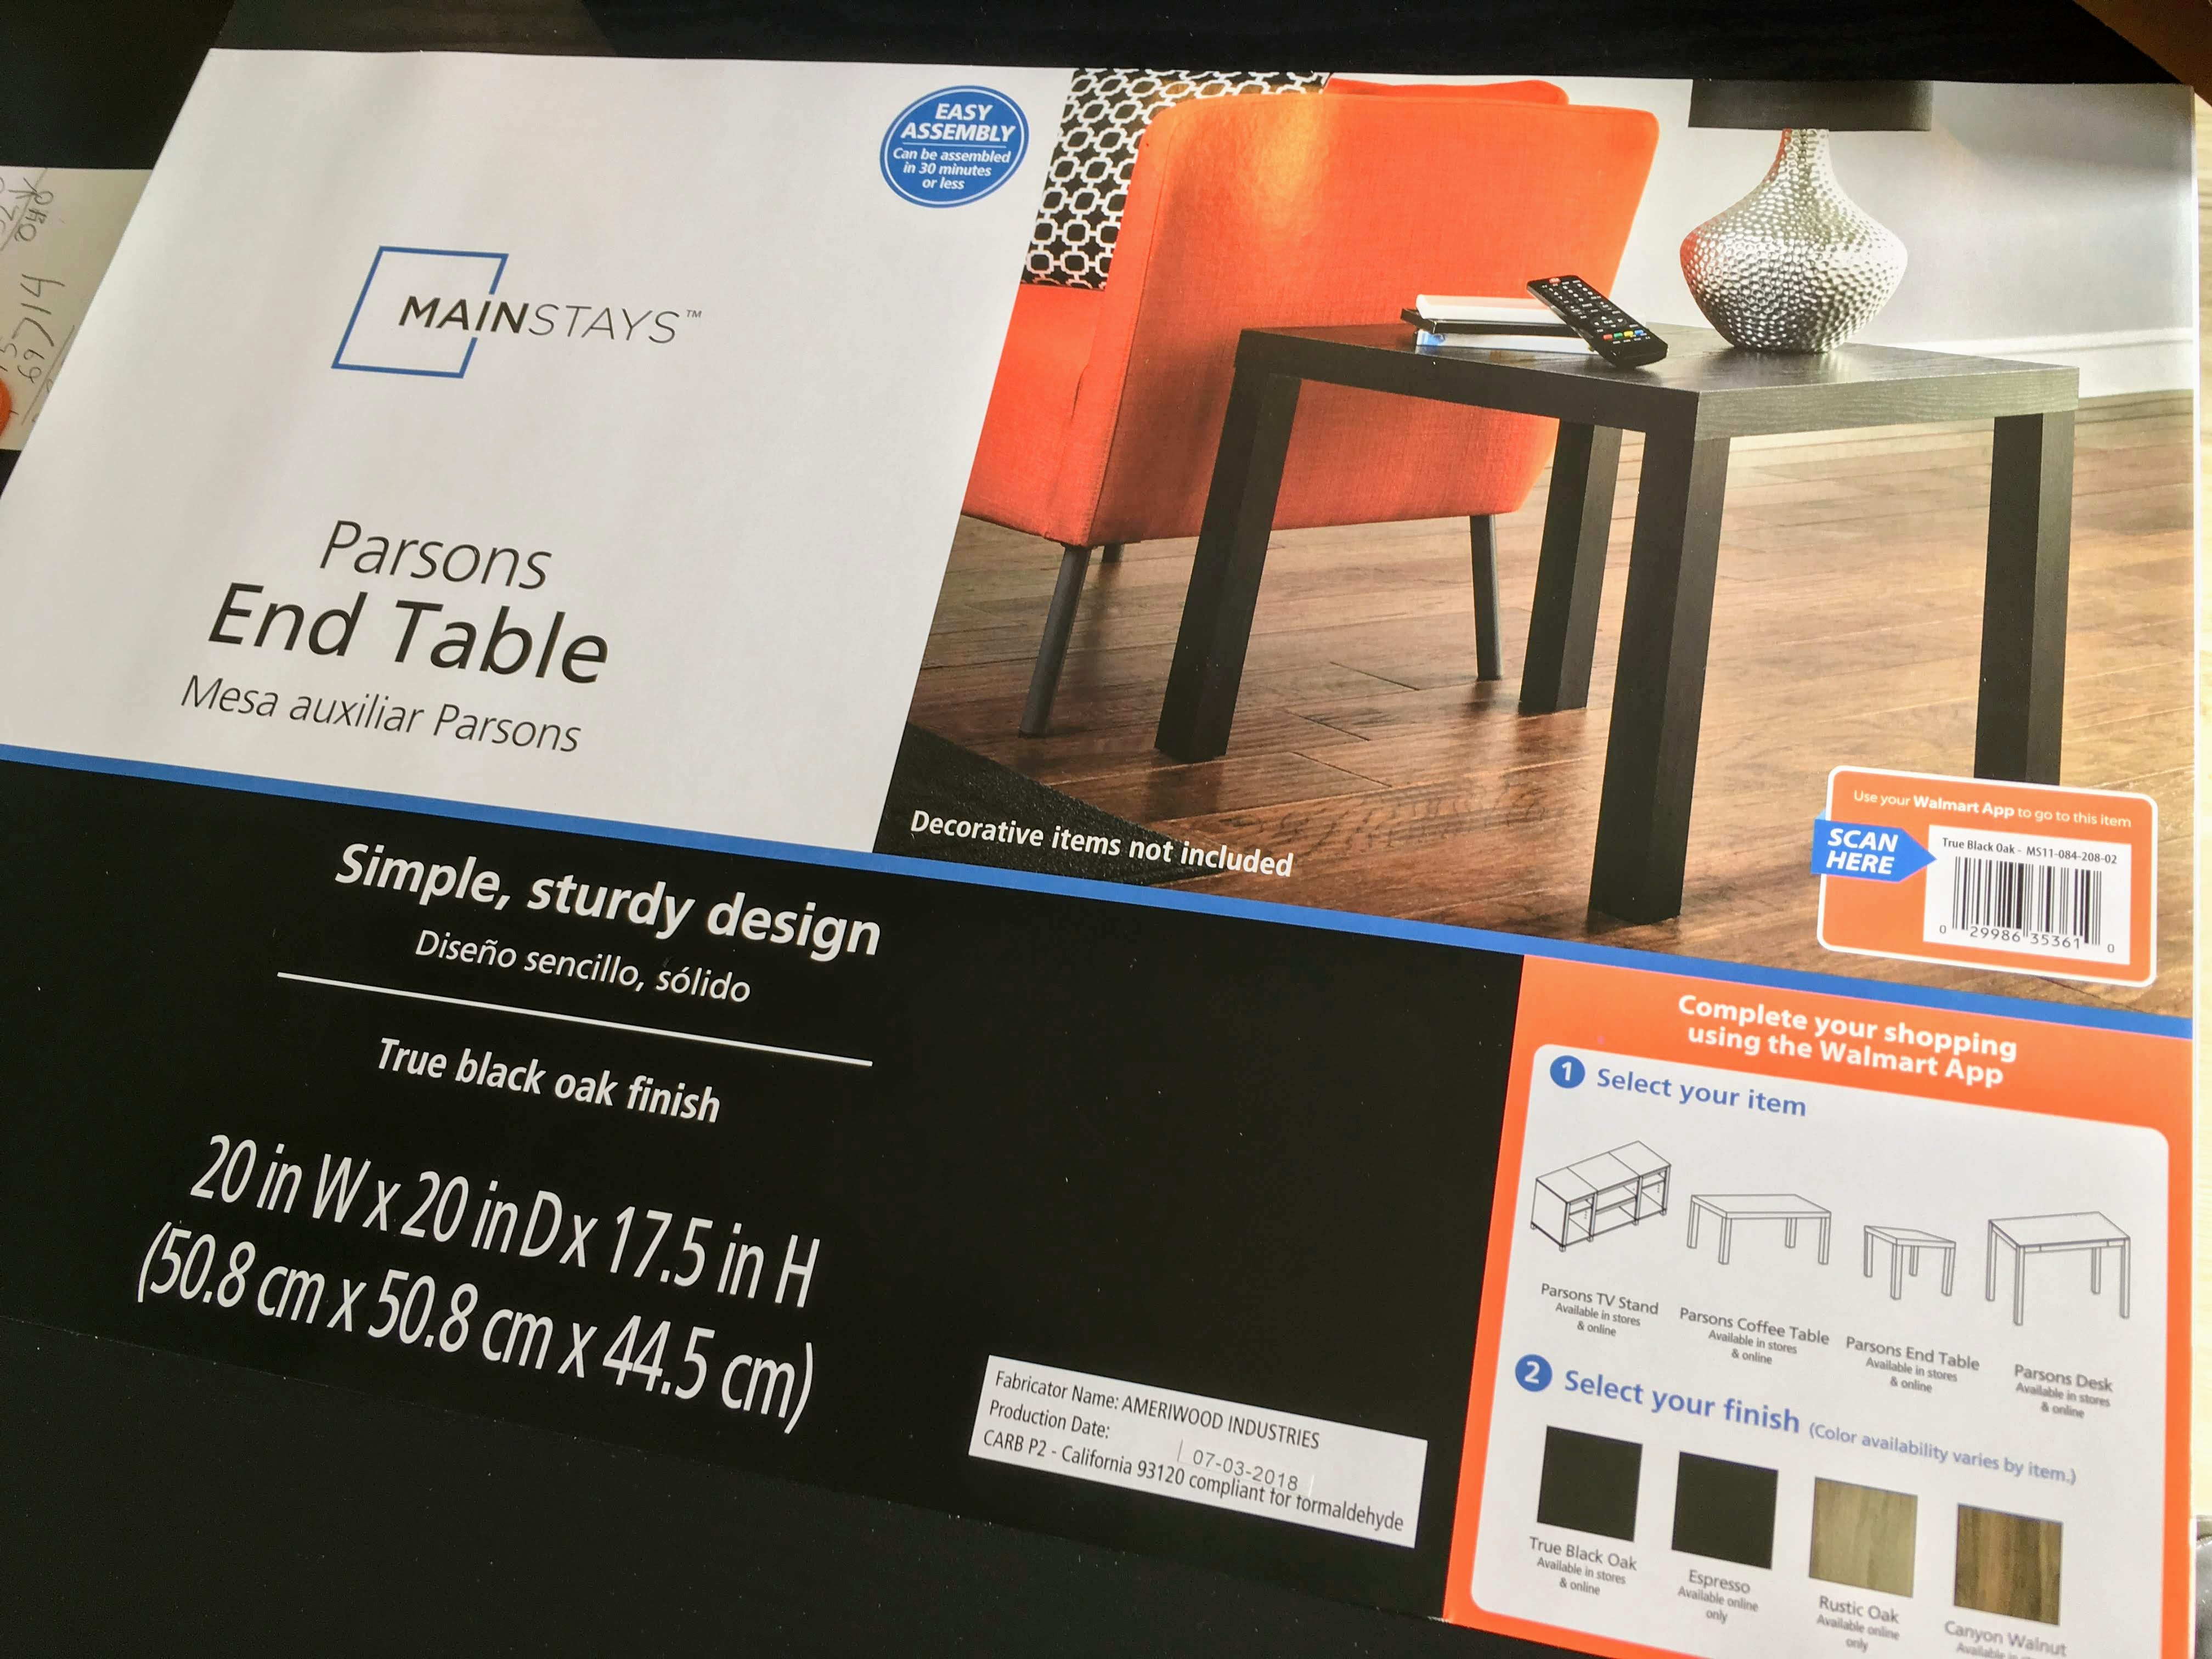 EASY
ASSEMBLY
Can be assembled
in 30 minutes
or less
MAINSTAYS™
Parsons
End Table
Mesa auxiliar Parsons
Decorative items not included
Use your Walmart App to go to this item
SCAN
HERE
True Black Oak - MS11-084-208-02
0 29986 35361 0
Simple, sturdy design
Diseño sencillo, sólido
True black oak finish
20 in W x 20 in D x 17.5 in H
(50.8 cm x 50.8 cm x 44.5 cm)
Fabricator Name: AMERIWOOD INDUSTRIES
Production Date:
07-03-2018
CARB P2 - California 93120 compliant for formaldehyde
Complete your shopping
using the Walmart App
1 Select your item
Parsons TV Stand
Available in stores
& online
Parsons Coffee Table
Available in stores
& online
Parsons End Table
Available in stores
& online
Parsons Desk
Available in stores
& online
2 Select your finish (Color availability varies by item.)
True Black Oak
Available in stores
& online
Espresso
Available online
only
Rustic Oak
Available online
only
Canyon Walnut
69714